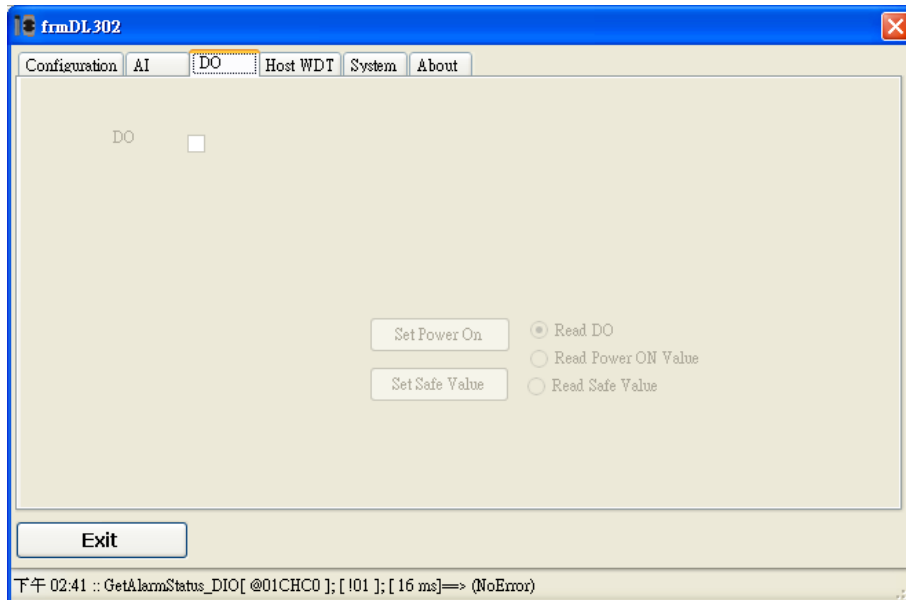 frmDL302
Configuration AI DO Host WDT System About
DO
Set Power On Read DO
Read Power ON Value
Set Safe Value Read Safe Value
Exit
下午 02:41 :: GetAlarmStatus_DIO[ @01CHC0 ]; [ !01 ]; [ 16 ms]==> (NoError)